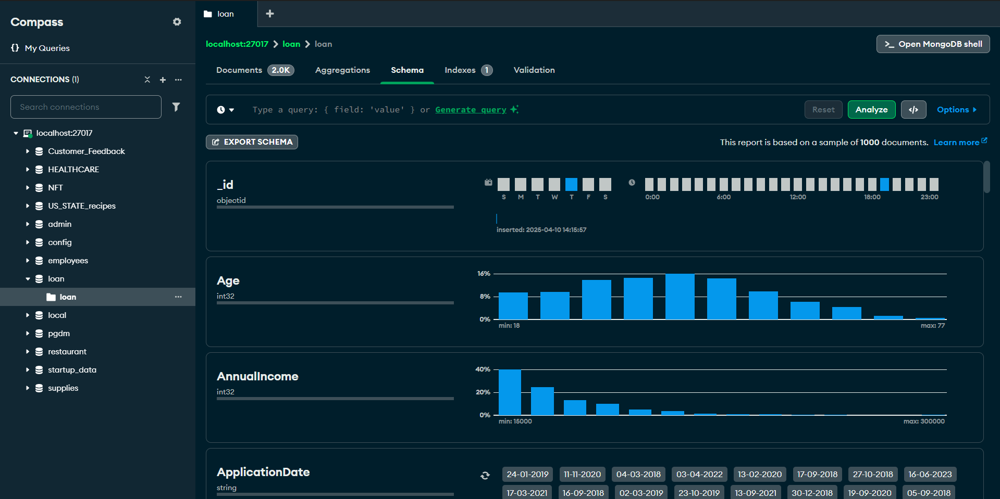 Compass
My Queries
CONNECTIONS (1)
Search connections
localhost:27017
Customer_Feedback
HEALTHCARE
NFT
US_STATE_recipes
admin
config
employees
loan
loan
local
pgdm
restaurant
startup_data
supplies
loan
localhost:27017 > loan > loan
>_ Open MongoDB shell
Documents 2.0K Aggregations Schema Indexes 1 Validation
Type a query: { field: 'value' } or Generate query
Reset Analyze </> Options
EXPORT SCHEMA
This report is based on a sample of 1000 documents. Learn more
_id
objectid
S M T W T F S
0:00 6:00 12:00 18:00 23:00
inserted: 2025-04-10 14:15:57
Age
int32
16%
8%
0%
min: 18 max: 77
AnnualIncome
int32
40%
20%
0%
min: 15000 max: 300000
ApplicationDate
string
24-01-2019 11-11-2020 04-03-2018 03-04-2022 13-02-2020 17-09-2018 27-10-2018 16-06-2023
17-03-2021 16-09-2018 02-03-2019 23-10-2019 13-09-2021 30-12-2018 19-09-2020 05-09-2018